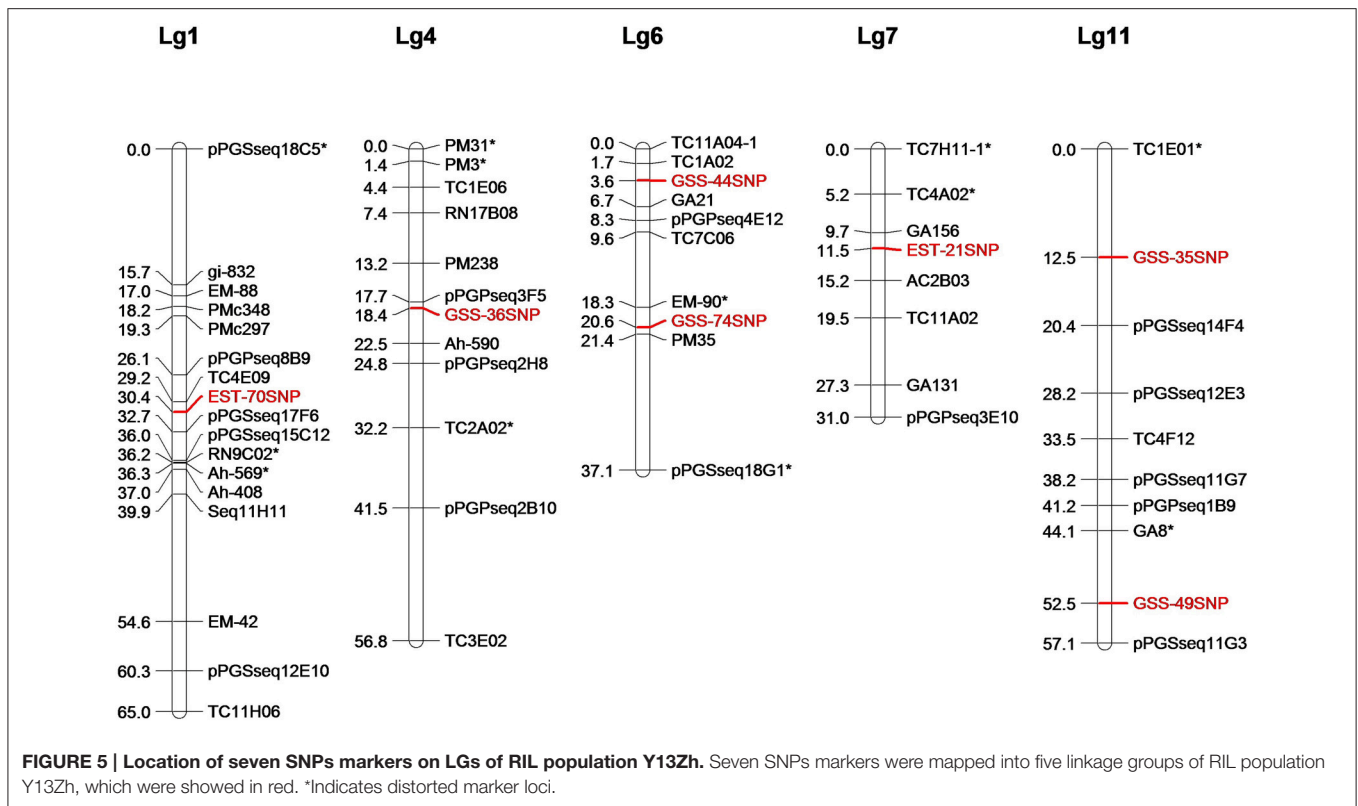 Lg1 Lg4 Lg6 Lg7 Lg11
0.0 pPGSseq18C5*
15.7 gi-832
17.0 EM-88
18.2 PMc348
19.3 PMc297
26.1 pPGPseq8B9
29.2 TC4E09
30.4 EST-70SNP
32.7 pPGSseq17F6
36.0 pPGSseq15C12
36.2 RN9C02*
36.3 Ah-569*
37.0 Ah-408
39.9 Seq11H11
54.6 EM-42
60.3 pPGSseq12E10
65.0 TC11H06
0.0 PM31*
1.4 PM3*
4.4 TC1E06
7.4 RN17B08
13.2 PM238
17.7 pPGPseq3F5
18.4 GSS-36SNP
22.5 Ah-590
24.8 pPGPseq2H8
32.2 TC2A02*
41.5 pPGPseq2B10
56.8 TC3E02
0.0 TC11A04-1
1.7 TC1A02
3.6 GSS-44SNP
6.7 GA21
8.3 pPGPseq4E12
9.6 TC7C06
18.3 EM-90*
20.6 GSS-74SNP
21.4 PM35
37.1 pPGSseq18G1*
0.0 TC7H11-1*
5.2 TC4A02*
9.7 GA156
11.5 EST-21SNP
15.2 AC2B03
19.5 TC11A02
27.3 GA131
31.0 pPGPseq3E10
0.0 TC1E01*
12.5 GSS-35SNP
20.4 pPGSseq14F4
28.2 pPGSseq12E3
33.5 TC4F12
38.2 pPGSseq11G7
41.2 pPGPseq1B9
44.1 GA8*
52.5 GSS-49SNP
57.1 pPGSseq11G3
FIGURE 5 | Location of seven SNPs markers on LGs of RIL population Y13Zh. Seven SNPs markers were mapped into five linkage groups of RIL population
Y13Zh, which were showed in red. *Indicates distorted marker loci.